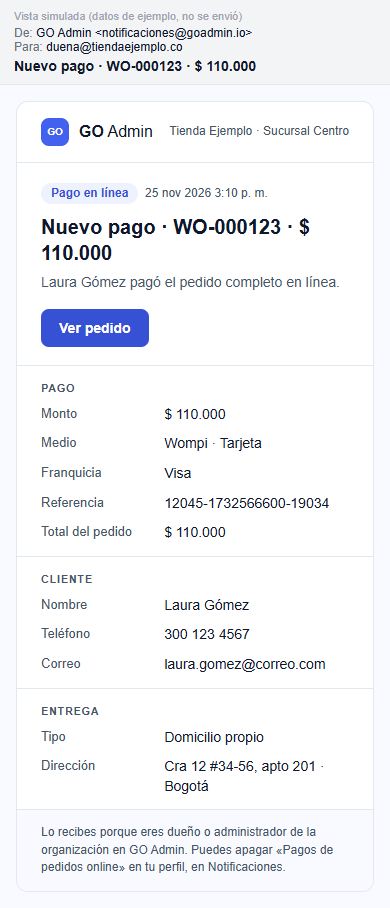 Vista simulada (datos de ejemplo, no se envió)
De: GO Admin <notificaciones@goadmin.io>
Para: duena@tiendaejemplo.co
Nuevo pago · WO-000123 · $ 110.000
GO GO Admin Tienda Ejemplo · Sucursal Centro
Pago en línea 25 nov 2026 3:10 p. m.
Nuevo pago · WO-000123 · $
110.000
Laura Gómez pagó el pedido completo en línea.
Ver pedido
PAGO
Monto $ 110.000
Medio Wompi · Tarjeta
Franquicia Visa
Referencia 12045-1732566600-19034
Total del pedido $ 110.000
CLIENTE
Nombre Laura Gómez
Teléfono 300 123 4567
Correo laura.gomez@correo.com
ENTREGA
Tipo Domicilio propio
Dirección Cra 12 #34-56, apto 201 ·
Bogotá
Lo recibes porque eres dueño o administrador de la
organización en GO Admin. Puedes apagar «Pagos de
pedidos online» en tu perfil, en Notificaciones.